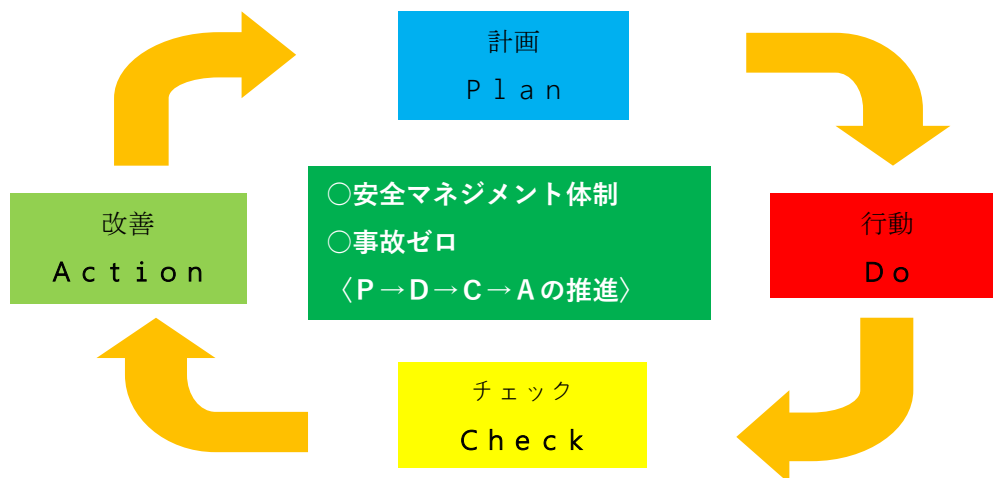 計画
Ｐｌａｎ
改善
Ａｃｔｉｏｎ
○安全マネジメント体制
○事故ゼロ
〈Ｐ→Ｄ→Ｃ→Ａの推進〉
行動
Ｄｏ
チェック
Ｃｈｅｃｋ